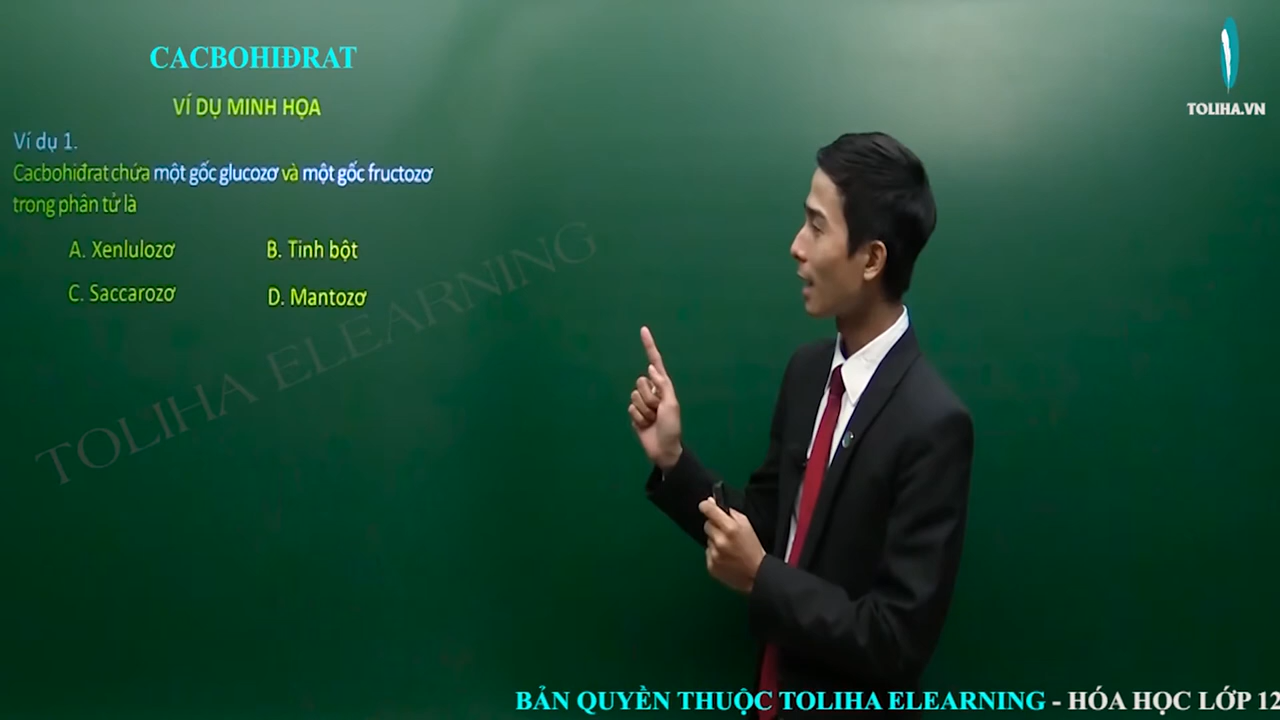 CACBOHIĐRAT
VÍ DỤ MINH HỌA
Ví dụ 1.
Cacbohiđrat chứa một gốc glucozơ và một gốc fructozơ
trong phân tử là
A. Xenlulozơ
B. Tinh bột
C. Saccarozơ
D. Mantozơ
TOLIHA ELEARNING
TOLIHA.VN
BẢN QUYỀN THUỘC TOLIHA ELEARNING - HÓA HỌC LỚP 12